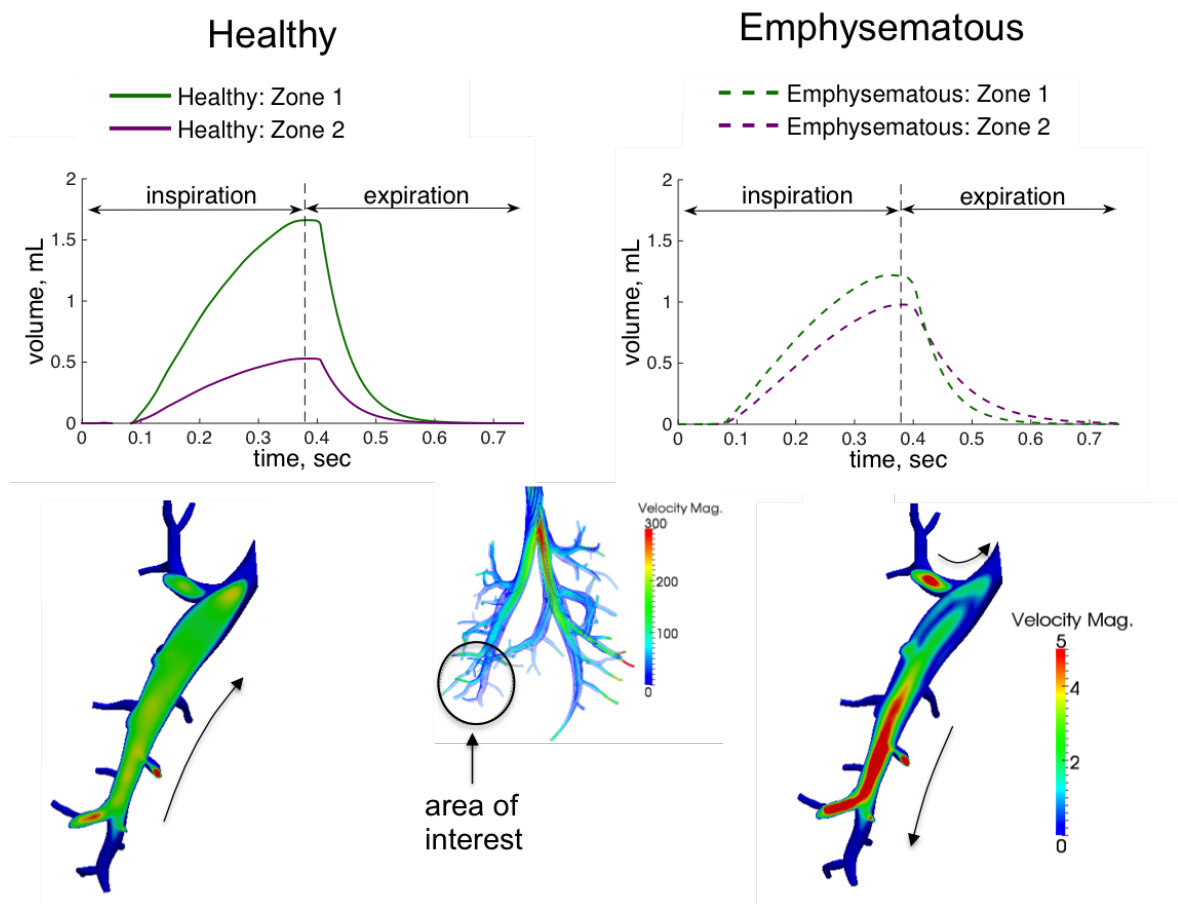 Healthy
Emphysematous
Healthy: Zone 1
Healthy: Zone 2
Emphysematous: Zone 1
Emphysematous: Zone 2
2
1.5
1
0.5
0
volume, mL
inspiration
expiration
0 0.1 0.2 0.3 0.4 0.5 0.6 0.7
time, sec
2
1.5
1
0.5
0
volume, mL
inspiration
expiration
0 0.1 0.2 0.3 0.4 0.5 0.6 0.7
time, sec
Velocity Mag.
300
200
100
0
area of
interest
Velocity Mag.
5
4
2
0